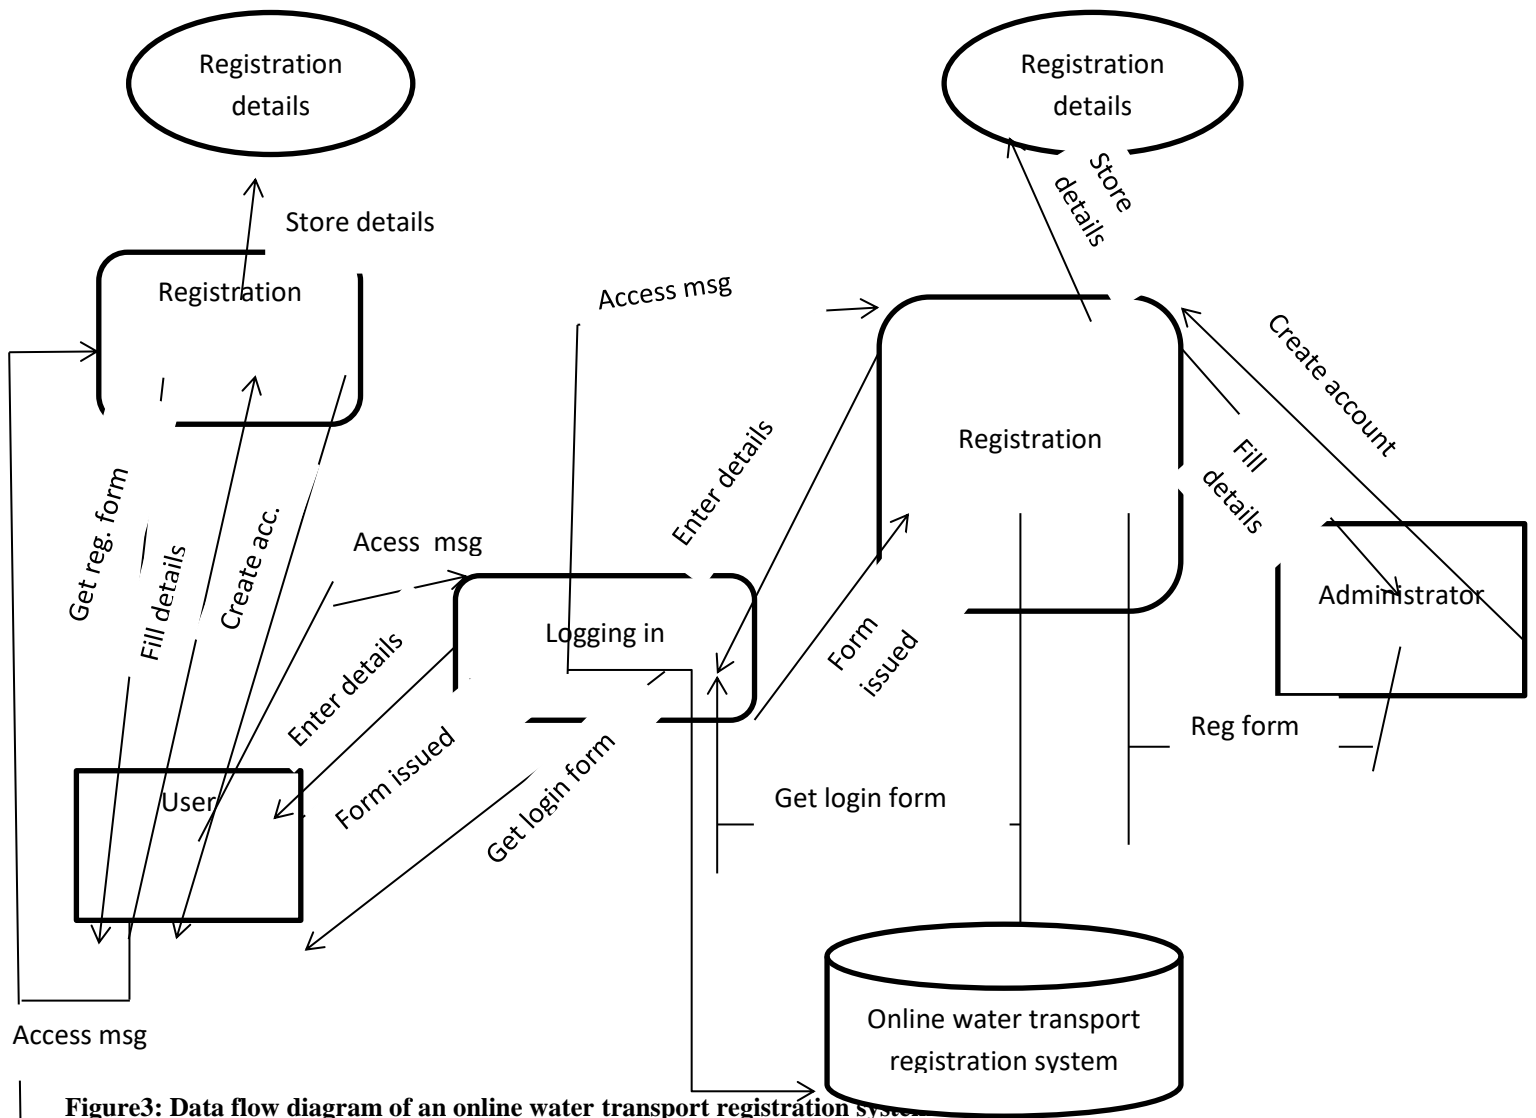 Registration
details
Registration
details
Store
details
Store details
Registration
Access msg
Create account
Registration
Enter details
Fill
details
Get reg. form
Fill details
Create acc.
Acess  msg
Administrator
Logging in
Enter details
Form
issued
Reg form
User
Form issued
Get login form
Get login form
Online water transport
registration system
Access msg
Figure3: Data flow diagram of an online water transport registration system